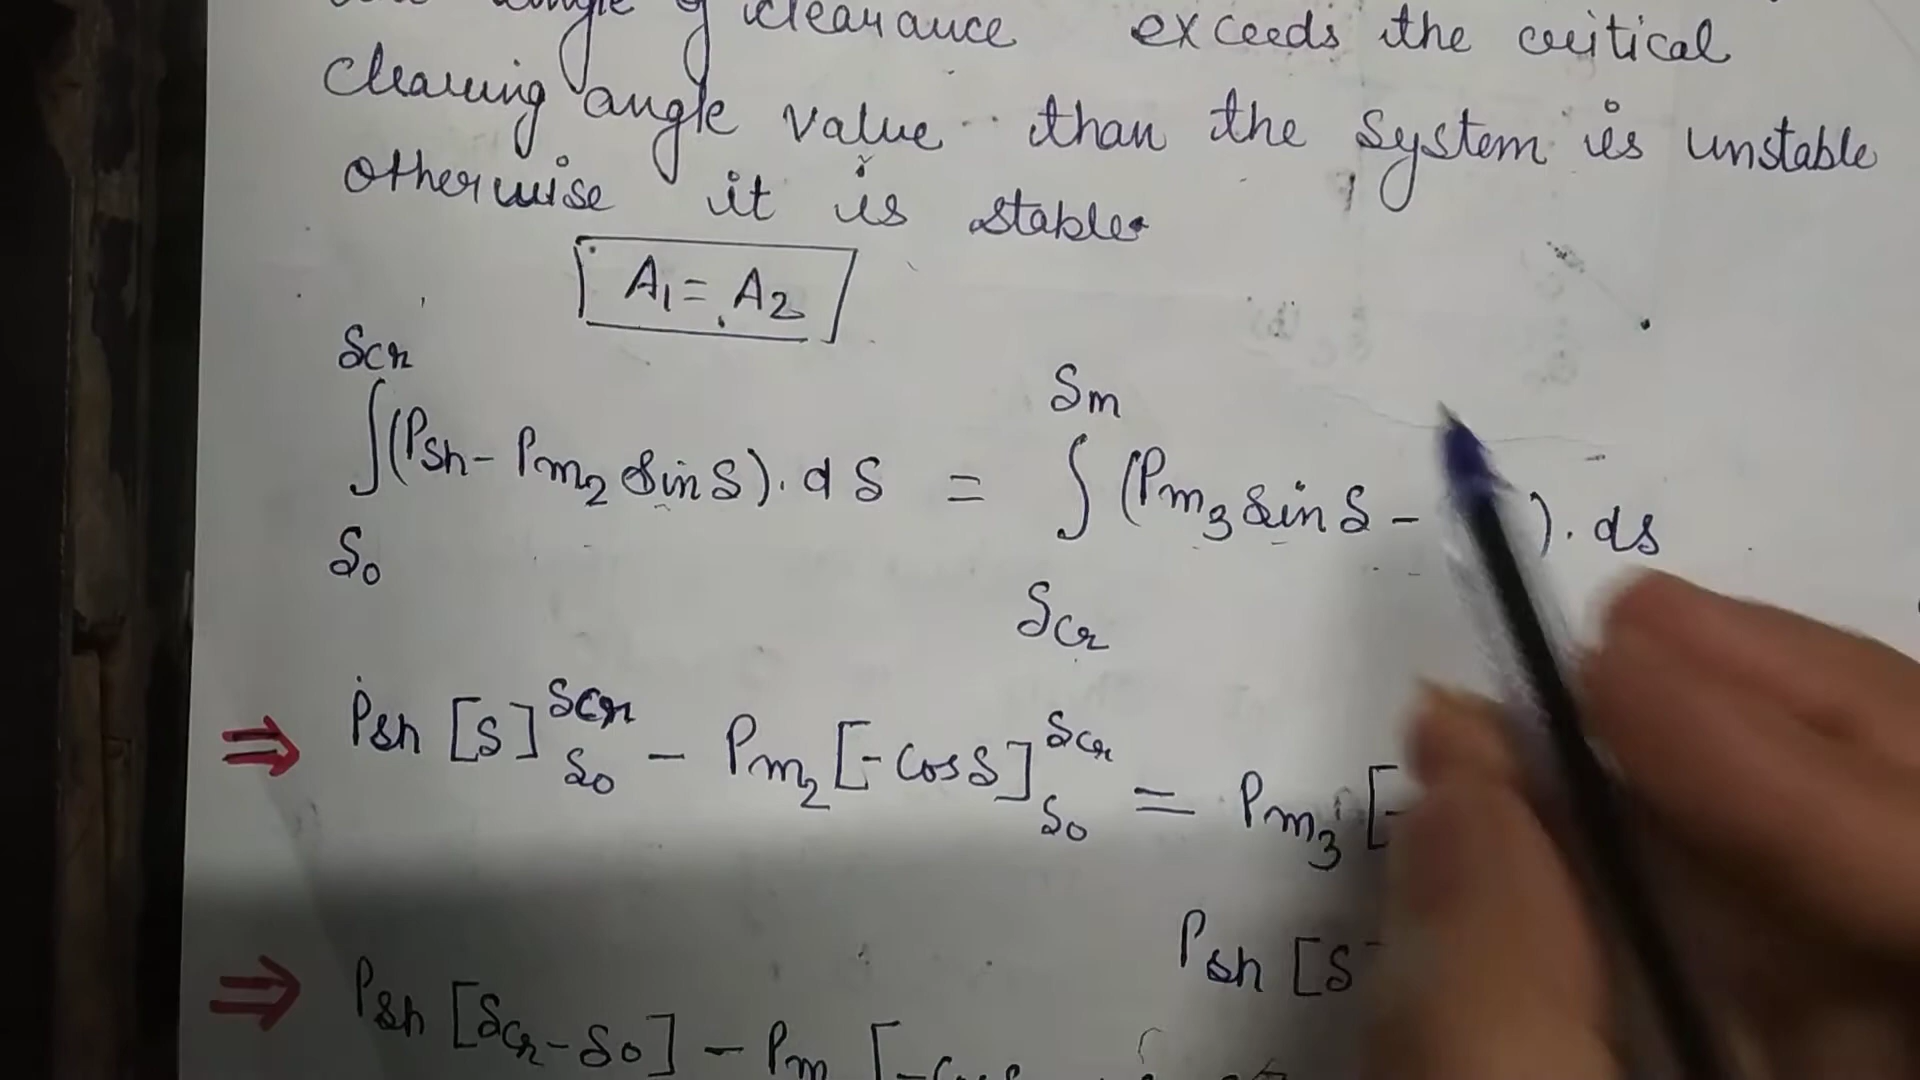 clearance exceeds the critical
clearing angle value than the system is unstable
otherwise it is stable.
A1 = A2
δcr δm
∫(Psh - Pm2 sin δ). dδ = ∫ (Pm3 sin δ - ). dδ
δ0 δcr
⇒ Psh [δ]δcr δ0 - Pm2 [-cos δ]δcr δ0 = Pm3 [-
Psh [δ
⇒ Psh [δcr - δ0] - Pm [-cos